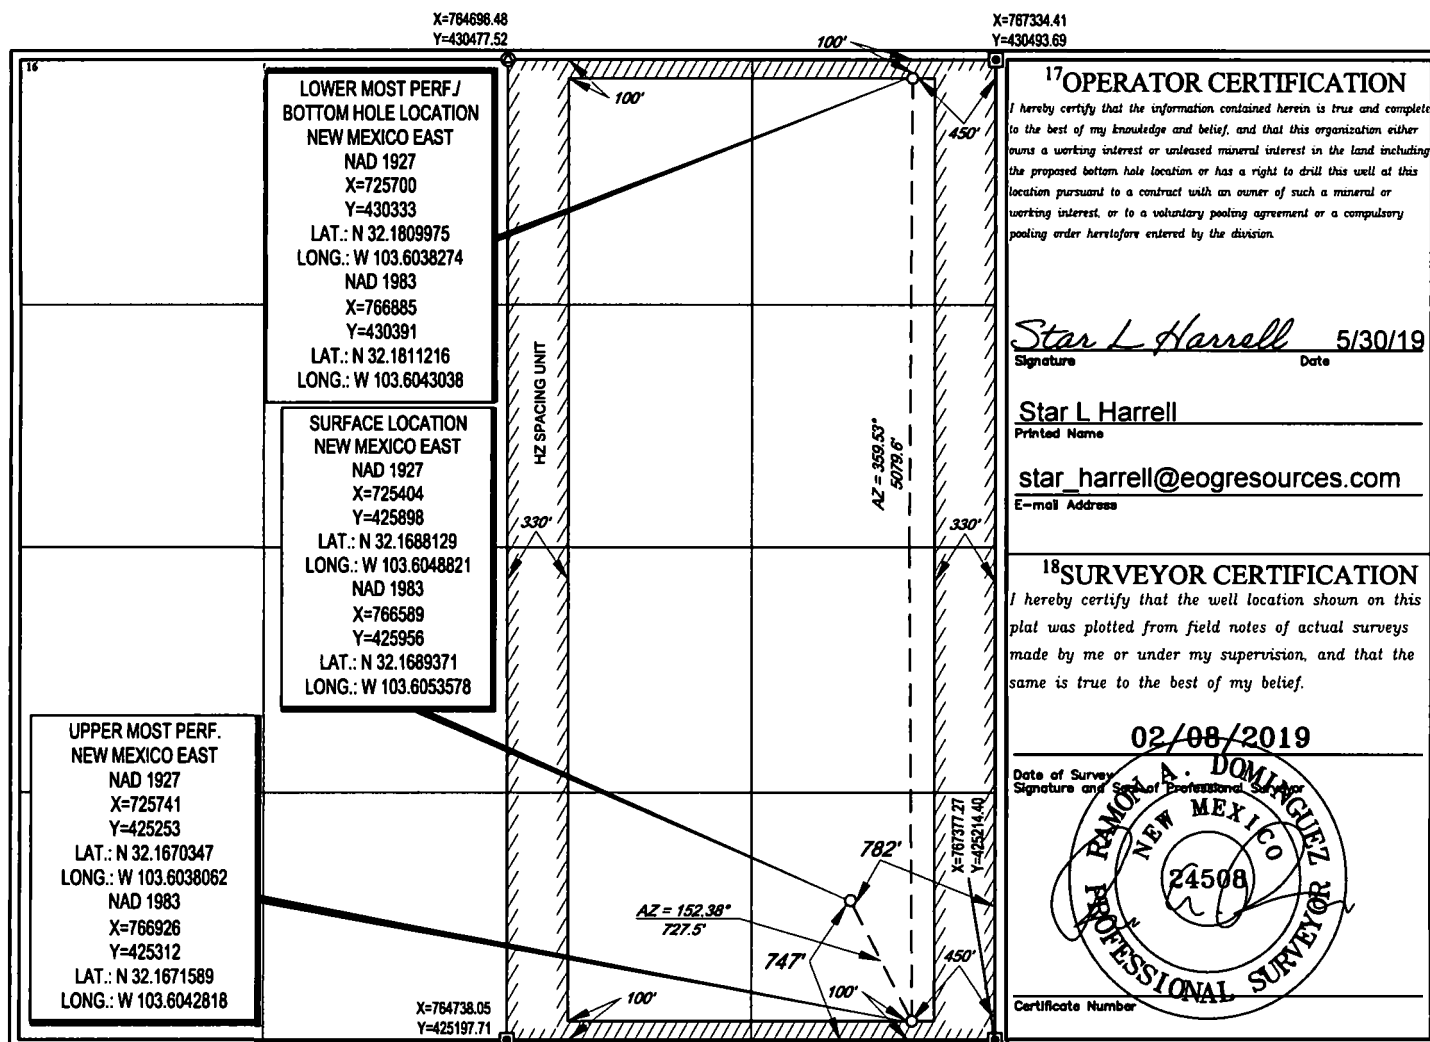 X=764696.48
Y=430477.52
X=767334.41
Y=430493.69
16
100'
100'
450'
LOWER MOST PERF./
BOTTOM HOLE LOCATION
NEW MEXICO EAST
NAD 1927
X=725700
Y=430333
LAT.: N 32.1809975
LONG.: W 103.6038274
NAD 1983
X=766885
Y=430391
LAT.: N 32.1811216
LONG.: W 103.6043038
SURFACE LOCATION
NEW MEXICO EAST
NAD 1927
X=725404
Y=425898
LAT.: N 32.1688129
LONG.: W 103.6048821
NAD 1983
X=766589
Y=425956
LAT.: N 32.1689371
LONG.: W 103.6053578
UPPER MOST PERF.
NEW MEXICO EAST
NAD 1927
X=725741
Y=425253
LAT.: N 32.1670347
LONG.: W 103.6038062
NAD 1983
X=766926
Y=425312
LAT.: N 32.1671589
LONG.: W 103.6042818
HZ SPACING UNIT
AZ = 359.53°
5079.6'
330'
330'
782'
X=767377.27
Y=425214.40
AZ = 152.38°
727.5'
747'
450'
100'
100'
X=764738.05
Y=425197.71
17 OPERATOR CERTIFICATION
I hereby certify that the information contained herein is true and complete
to the best of my knowledge and belief, and that this organization either
owns a working interest or unleased mineral interest in the land including
the proposed bottom hole location or has a right to drill this well at this
location pursuant to a contract with an owner of such a mineral or
working interest, or to a voluntary pooling agreement or a compulsory
pooling order heretofore entered by the division
Star L Harrell 5/30/19
Signature Date
Star L Harrell
Printed Name
star_harrell@eogresources.com
E-mail Address
18 SURVEYOR CERTIFICATION
I hereby certify that the well location shown on this
plat was plotted from field notes of actual surveys
made by me or under my supervision, and that the
same is true to the best of my belief.
02/08/2019
Date of Survey
Signature and Seal of Professional Surveyor
RAMON A. DOMINGUEZ
NEW MEXICO
24508
PROFESSIONAL SURVEYOR
Certificate Number